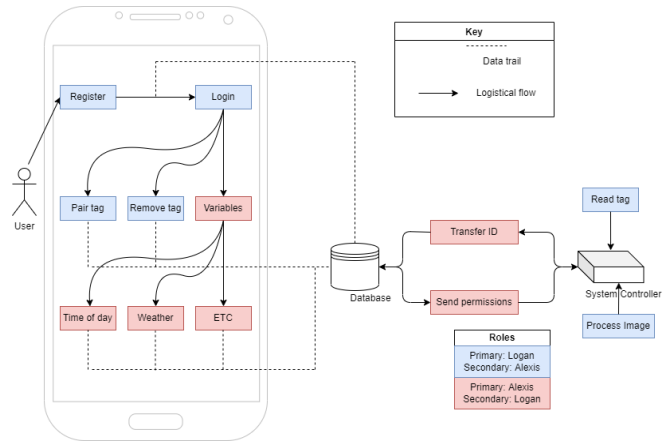 Key
Data trail
Logistical flow
Register
Login
User
Pair tag
Remove tag
Variables
Time of day
Weather
ETC
Database
Transfer ID
Send permissions
Read tag
System Controller
Process Image
Roles
Primary: Logan
Secondary: Alexis
Primary: Alexis
Secondary: Logan